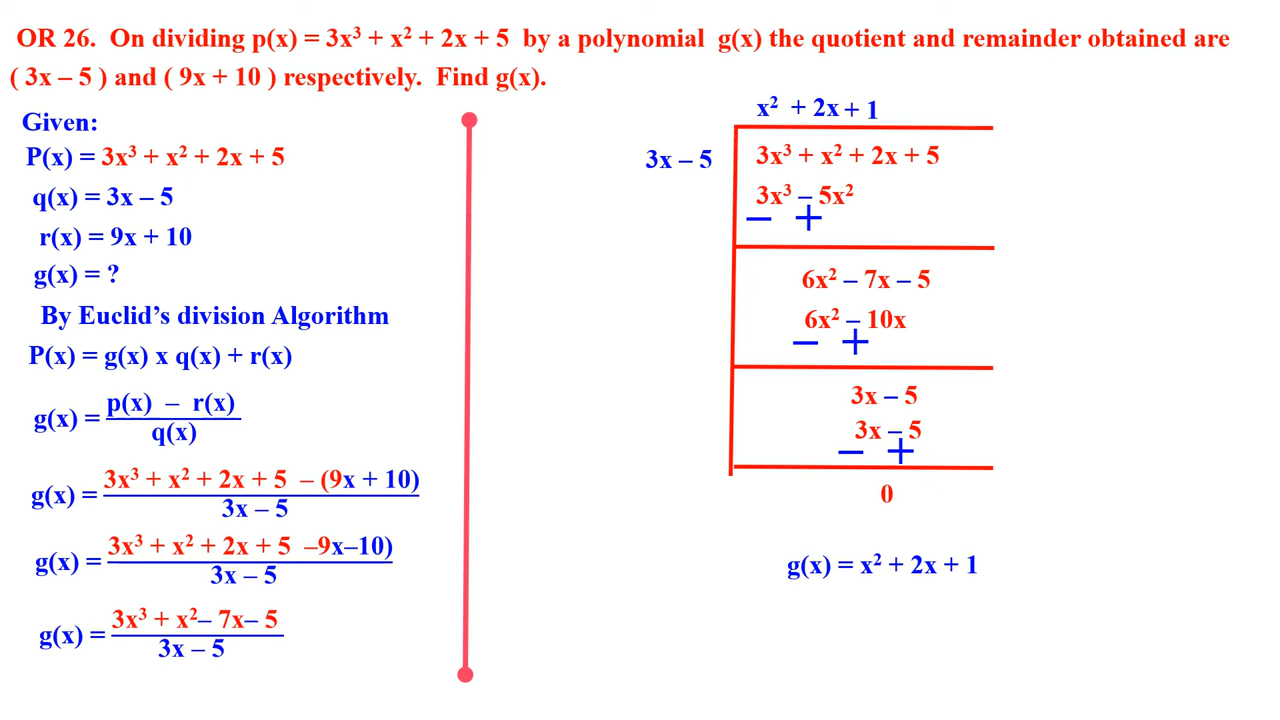 OR 26. On dividing p(x) = 3x³ + x² + 2x + 5 by a polynomial g(x) the quotient and remainder obtained are
( 3x – 5 ) and ( 9x + 10 ) respectively. Find g(x).
Given:
P(x) = 3x³ + x² + 2x + 5
q(x) = 3x – 5
r(x) = 9x + 10
g(x) = ?
By Euclid’s division Algorithm
P(x) = g(x) x q(x) + r(x)
g(x) = p(x) – r(x)
q(x)
g(x) = 3x³ + x² + 2x + 5 – (9x + 10)
3x – 5
g(x) = 3x³ + x² + 2x + 5 –9x–10)
3x – 5
g(x) = 3x³ + x²– 7x– 5
3x – 5
x² + 2x + 1
3x – 5 3x³ + x² + 2x + 5
3x³ – 5x²
– +
6x² – 7x – 5
6x² – 10x
– +
3x – 5
3x – 5
– +
0
g(x) = x² + 2x + 1